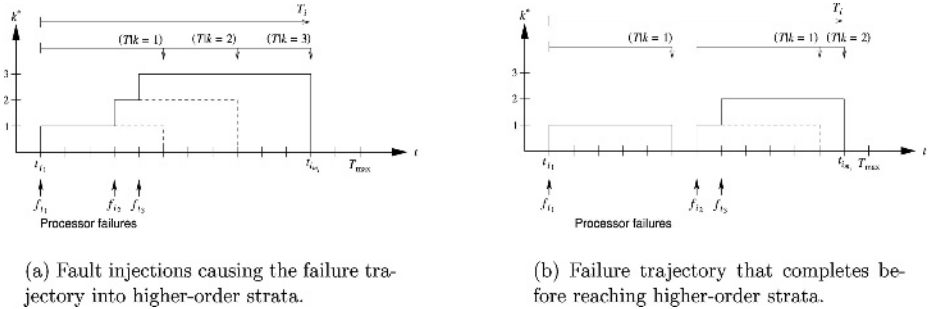 T_i
T_i
k*
(T|k = 1)
(T|k = 2)
(T|k = 3)
k*
(T|k = 1)
(T|k = 1)
(T|k = 2)
3
2
1
3
2
1
t_{i_1}
T_max
t
t_{i_1}
T_max
t
f_{i_1}
f_{i_2}
f_{i_3}
f_{i_1}
f_{i_2}
f_{i_3}
Processor failures
Processor failures
(a) Fault injections causing the failure tra-
jectory into higher-order strata.
(b) Failure trajectory that completes be-
fore reaching higher-order strata.